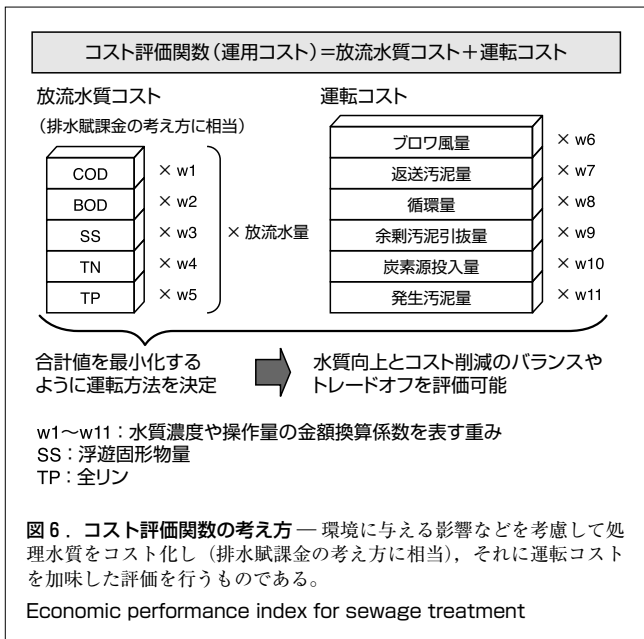 コスト評価関数（運用コスト）＝放流水質コスト＋運転コスト
放流水質コスト
（排水賦課金の考え方に相当）
COD × w1
BOD × w2
SS × w3
TN × w4
TP × w5
× 放流水量
運転コスト
ブロワ風量 × w6
返送汚泥量 × w7
循環量 × w8
余剰汚泥引抜量 × w9
炭素源投入量 × w10
発生汚泥量 × w11
合計値を最小化する
ように運転方法を決定
水質向上とコスト削減のバランスや
トレードオフを評価可能
w1～w11：水質濃度や操作量の金額換算係数を表す重み
SS：浮遊固形物量
TP：全リン
図６．コスト評価関数の考え方 ― 環境に与える影響などを考慮して処
理水質をコスト化し（排水賦課金の考え方に相当），それに運転コスト
を加味した評価を行うものである。
Economic performance index for sewage treatment